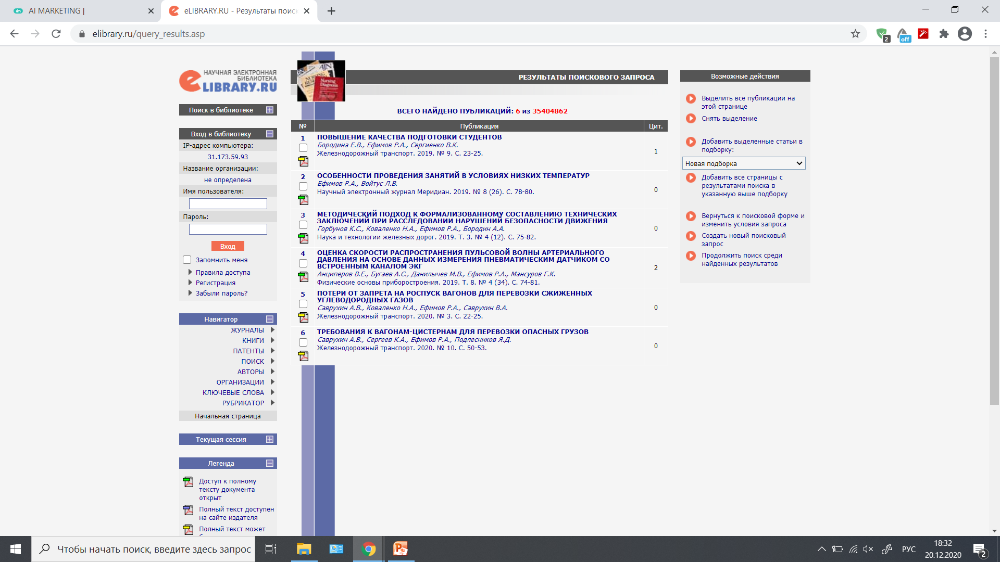 AI MARKETING |
eLIBRARY.RU - Результаты поиск
elibrary.ru/query_results.asp
2
off
НАУЧНАЯ ЭЛЕКТРОННАЯ
БИБЛИОТЕКА
eLIBRARY.RU
Поиск в библиотеке
Вход в библиотеку
IP-адрес компьютера:
31.173.59.93
Название организации:
не определена
Имя пользователя:
Пароль:
Вход
Запомнить меня
Правила доступа
Регистрация
Забыли пароль?
Навигатор
ЖУРНАЛЫ
КНИГИ
ПАТЕНТЫ
ПОИСК
АВТОРЫ
ОРГАНИЗАЦИИ
КЛЮЧЕВЫЕ СЛОВА
РУБРИКАТОР
Начальная страница
Текущая сессия
Легенда
Доступ к полному
тексту документа
открыт
Полный текст доступен
на сайте издателя
Полный текст может
Nursing
Diagnosis
РЕЗУЛЬТАТЫ ПОИСКОВОГО ЗАПРОСА
ВСЕГО НАЙДЕНО ПУБЛИКАЦИЙ: 6 из 35404862
№ Публикация Цит.
1 ПОВЫШЕНИЕ КАЧЕСТВА ПОДГОТОВКИ СТУДЕНТОВ
Бородина Е.В., Ефимов Р.А., Сергиенко В.К.
Железнодорожный транспорт. 2019. № 9. С. 23-25.
1
2 ОСОБЕННОСТИ ПРОВЕДЕНИЯ ЗАНЯТИЙ В УСЛОВИЯХ НИЗКИХ ТЕМПЕРАТУР
Ефимов Р.А., Войтус Л.В.
Научный электронный журнал Меридиан. 2019. № 8 (26). С. 78-80.
0
3 МЕТОДИЧЕСКИЙ ПОДХОД К ФОРМАЛИЗОВАННОМУ СОСТАВЛЕНИЮ ТЕХНИЧЕСКИХ
ЗАКЛЮЧЕНИЙ ПРИ РАССЛЕДОВАНИИ НАРУШЕНИЙ БЕЗОПАСНОСТИ ДВИЖЕНИЯ
Горбунов К.С., Коваленко Н.А., Ефимов Р.А., Бородин А.А.
Наука и технологии железных дорог. 2019. Т. 3. № 4 (12). С. 75-82.
0
4 ОЦЕНКА СКОРОСТИ РАСПРОСТРАНЕНИЯ ПУЛЬСОВОЙ ВОЛНЫ АРТЕРИАЛЬНОГО
ДАВЛЕНИЯ НА ОСНОВЕ ДАННЫХ ИЗМЕРЕНИЯ ПНЕВМАТИЧЕСКИМ ДАТЧИКОМ СО
ВСТРОЕННЫМ КАНАЛОМ ЭКГ
Анциперов В.Е., Бугаев А.С., Данилычев М.В., Ефимов Р.А., Мансуров Г.К.
Физические основы приборостроения. 2019. Т. 8. № 4 (34). С. 74-81.
2
5 ПОТЕРИ ОТ ЗАПРЕТА НА РОСПУСК ВАГОНОВ ДЛЯ ПЕРЕВОЗКИ СЖИЖЕННЫХ
УГЛЕВОДОРОДНЫХ ГАЗОВ
Саврухин А.В., Коваленко Н.А., Ефимов Р.А., Саврухин В.А.
Железнодорожный транспорт. 2020. № 3. С. 22-25.
0
6 ТРЕБОВАНИЯ К ВАГОНАМ-ЦИСТЕРНАМ ДЛЯ ПЕРЕВОЗКИ ОПАСНЫХ ГРУЗОВ
Саврухин А.В., Сергеев К.А., Ефимов Р.А., Подлесников Я.Д.
Железнодорожный транспорт. 2020. № 10. С. 50-53.
0
Возможные действия
Выделить все публикации на
этой странице
Снять выделение
Добавить выделенные статьи в
подборку:
Новая подборка
Добавить все страницы с
результатами поиска в
указанную выше подборку
Вернуться к поисковой форме и
изменить условия запроса
Создать новый поисковый
запрос
Продолжить поиск среди
найденных результатов
Чтобы начать поиск, введите здесь запрос
РУС
18:32
20.12.2020
2